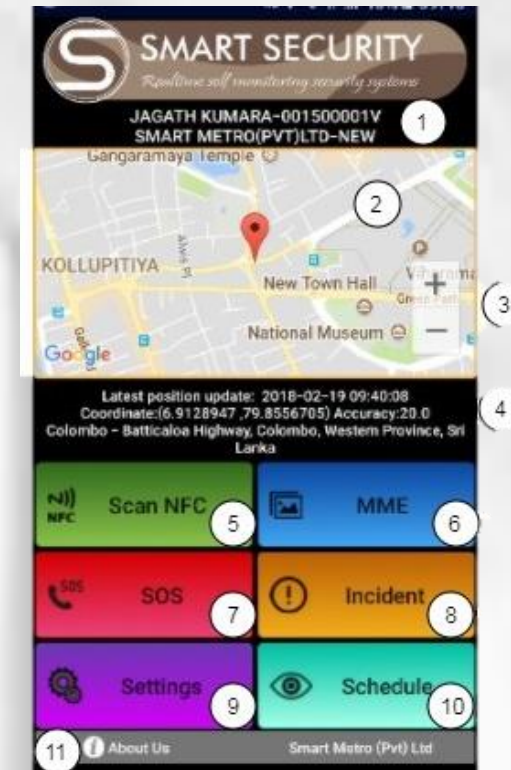 SMART SECURITY
Realtime self monitoring security systems
JAGATH KUMARA-001500001V
SMART METRO(PVT)LTD-NEW
1
Gangaramaya Temple
2
KOLLUPITIYA
New Town Hall
+
3
National Museum
−
Google
Latest position update: 2018-02-19 09:40:08
4
Coordinate:(6.9128947 ,79.8556705) Accuracy:20.0
Colombo - Batticaloa Highway, Colombo, Western Province, Sri
Lanka
NFC
Scan NFC
5
MME
6
SOS
SOS
7
Incident
8
Settings
9
Schedule
10
11
About Us
Smart Metro (Pvt) Ltd